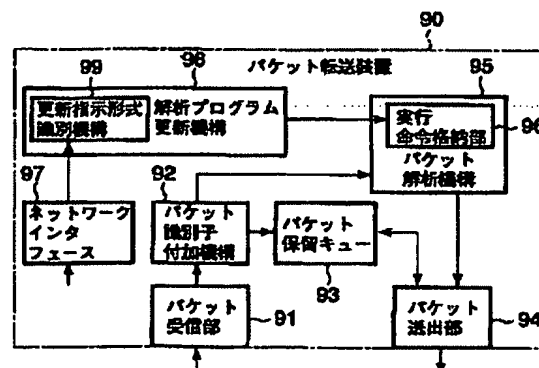 90
パケット転送装置
99
98
95
更新指示形式
識別機構
解析プログラム
更新機構
実行
命令格納部
96
パケット
解析機構
97
92
ネットワーク
インタ
フェース
パケット
識別子
付加機構
パケット
保留キュー
93
パケット
受信部
91
パケット
送出部
94